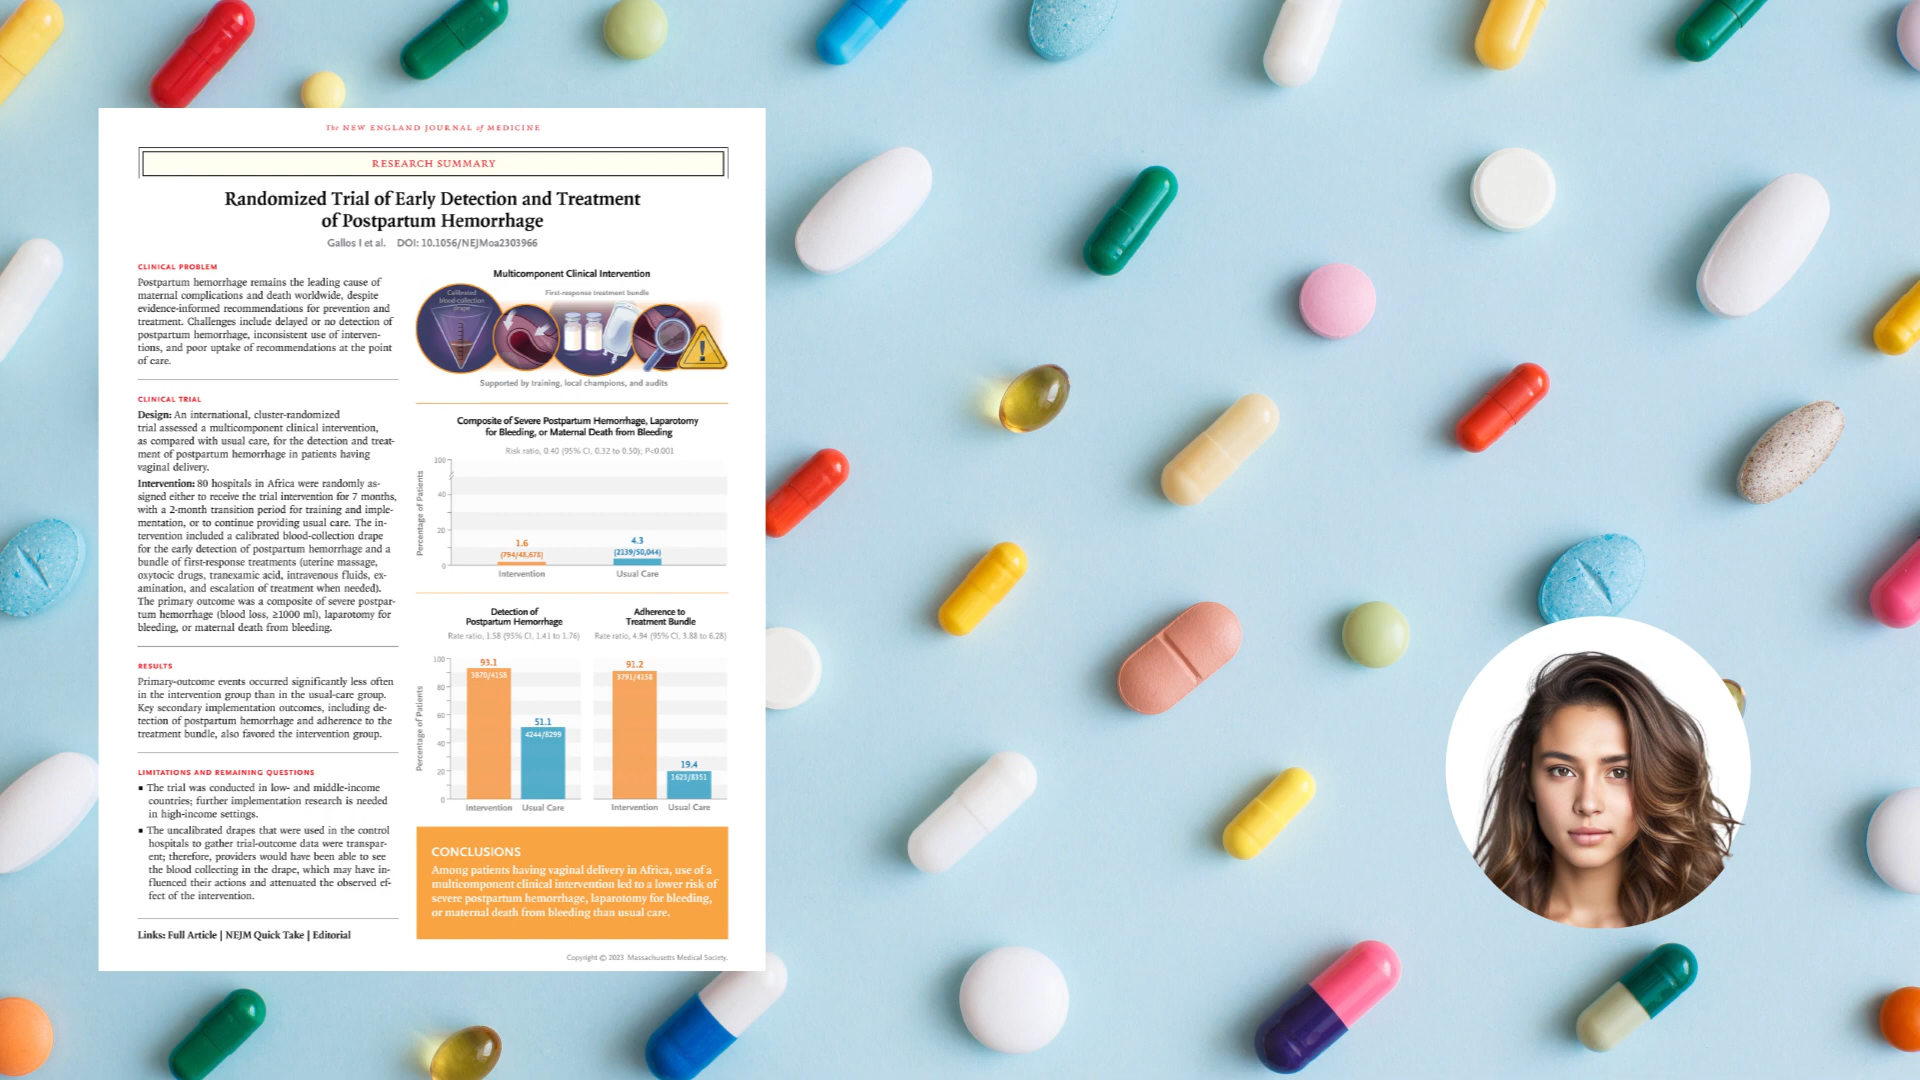 The NEW ENGLAND JOURNAL of MEDICINE
RESEARCH SUMMARY
Randomized Trial of Early Detection and Treatment
of Postpartum Hemorrhage
Gallos I et al. DOI: 10.1056/NEJMoa2303966
CLINICAL PROBLEM
Postpartum hemorrhage remains the leading cause of
maternal complications and death worldwide, despite
evidence-informed recommendations for prevention and
treatment. Challenges include delayed or no detection of
postpartum hemorrhage, inconsistent use of interven-
tions, and poor uptake of recommendations at the point
of care.
CLINICAL TRIAL
Design: An international, cluster-randomized
trial assessed a multicomponent clinical intervention,
as compared with usual care, for the detection and treat-
ment of postpartum hemorrhage in patients having
vaginal delivery.
Intervention: 80 hospitals in Africa were randomly as-
signed either to receive the trial intervention for 7 months,
with a 2-month transition period for training and imple-
mentation, or to continue providing usual care. The in-
tervention included a calibrated blood-collection drape
for the early detection of postpartum hemorrhage and a
bundle of first-response treatments (uterine massage,
oxytocic drugs, tranexamic acid, intravenous fluids, ex-
amination, and escalation of treatment when needed).
The primary outcome was a composite of severe postpar-
tum hemorrhage (blood loss, ≥1000 ml), laparotomy for
bleeding, or maternal death from bleeding.
RESULTS
Primary-outcome events occurred significantly less often
in the intervention group than in the usual-care group.
Key secondary implementation outcomes, including de-
tection of postpartum hemorrhage and adherence to the
treatment bundle, also favored the intervention group.
LIMITATIONS AND REMAINING QUESTIONS
▪ The trial was conducted in low- and middle-income
countries; further implementation research is needed
in high-income settings.
▪ The uncalibrated drapes that were used in the control
hospitals to gather trial-outcome data were transpar-
ent; therefore, providers would have been able to see
the blood collecting in the drape, which may have in-
fluenced their actions and attenuated the observed ef-
fect of the intervention.
Links: Full Article | NEJM Quick Take | Editorial
Multicomponent Clinical Intervention
Calibrated
blood-collection
drape
First-response treatment bundle
Supported by training, local champions, and audits
Composite of Severe Postpartum Hemorrhage, Laparotomy
for Bleeding, or Maternal Death from Bleeding
Risk ratio, 0.40 (95% CI, 0.32 to 0.50); P<0.001
Percentage of Patients
100
40
20
0
1.6
(794/48,678)
4.3
(2139/50,044)
Intervention
Usual Care
Detection of
Postpartum Hemorrhage
Rate ratio, 1.58 (95% CI, 1.41 to 1.76)
Adherence to
Treatment Bundle
Rate ratio, 4.94 (95% CI, 3.88 to 6.28)
Percentage of Patients
100
80
60
40
20
0
93.1
3870/4158
51.1
4244/8299
91.2
3791/4158
19.4
1623/8351
Intervention
Usual Care
Intervention
Usual Care
CONCLUSIONS
Among patients having vaginal delivery in Africa, use of a
multicomponent clinical intervention led to a lower risk of
severe postpartum hemorrhage, laparotomy for bleeding,
or maternal death from bleeding than usual care.
Copyright © 2023 Massachusetts Medical Society.